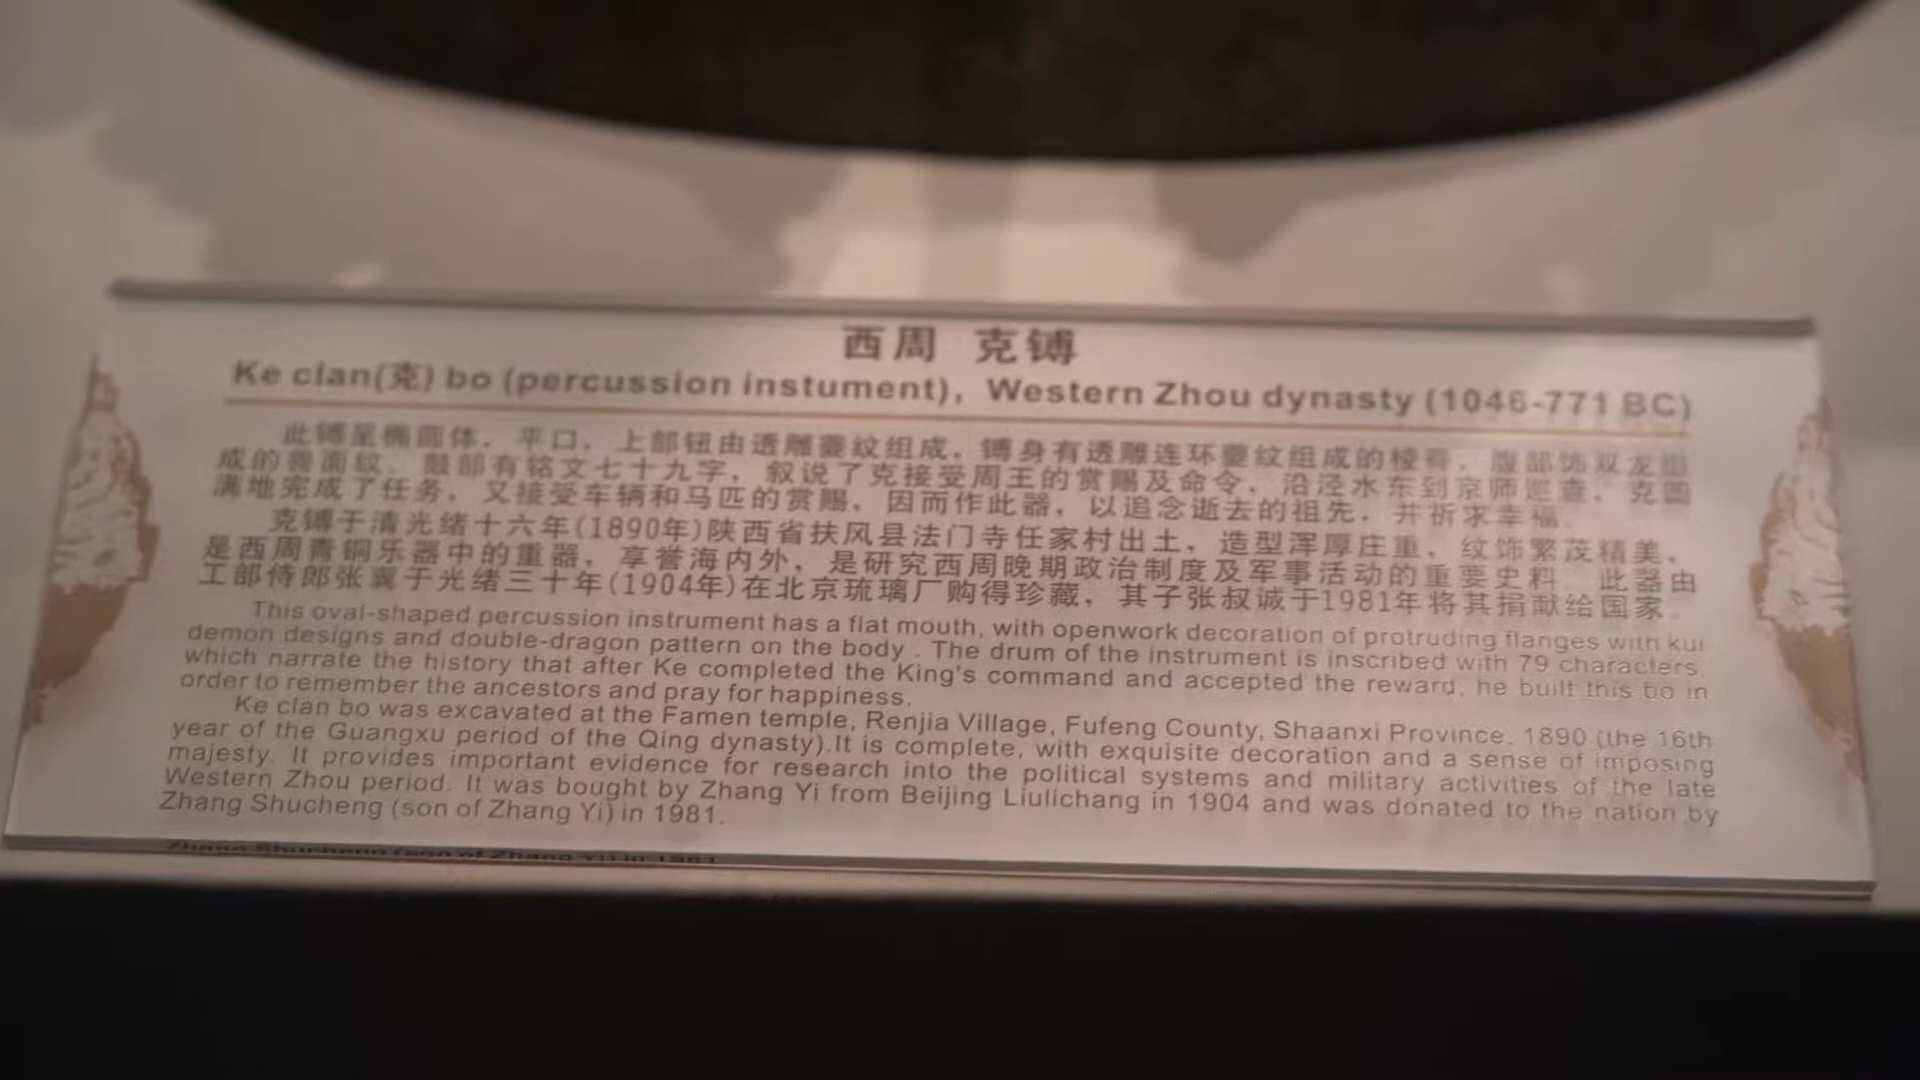 西周 克镈
Ke clan(克) bo (percussion instument), Western Zhou dynasty (1046-771 BC)
此镈呈椭圆体，平口，上部钮由透雕夔纹组成，镈身有透雕连环夔纹组成的棱脊，腹部饰双龙组
成的兽面纹。鼓部有铭文七十九字，叙说了克接受周王的赏赐及命令，沿泾水东到京师巡查，克圆
满地完成了任务，又接受车辆和马匹的赏赐，因而作此器，以追念逝去的祖先，并祈求幸福。
克镈于清光绪十六年(1890年)陕西省扶风县法门寺任家村出土，造型浑厚庄重，纹饰繁茂精美，
是西周青铜乐器中的重器，享誉海内外，是研究西周晚期政治制度及军事活动的重要史料。此器由
工部侍郎张翼于光绪三十年(1904年)在北京琉璃厂购得珍藏，其子张叔诚于1981年将其捐献给国家。
This oval-shaped percussion instrument has a flat mouth, with openwork decoration of protruding flanges with kui
demon designs and double-dragon pattern on the body . The drum of the instrument is inscribed with 79 characters,
which narrate the history that after Ke completed the King's command and accepted the reward, he built this bo in
order to remember the ancestors and pray for happiness.
Ke clan bo was excavated at the Famen temple, Renjia Village, Fufeng County, Shaanxi Province. 1890 (the 16th
year of the Guangxu period of the Qing dynasty).It is complete, with exquisite decoration and a sense of imposing
majesty. It provides important evidence for research into the political systems and military activities of the late
Western Zhou period. It was bought by Zhang Yi from Beijing Liulichang in 1904 and was donated to the nation by
Zhang Shucheng (son of Zhang Yi) in 1981.